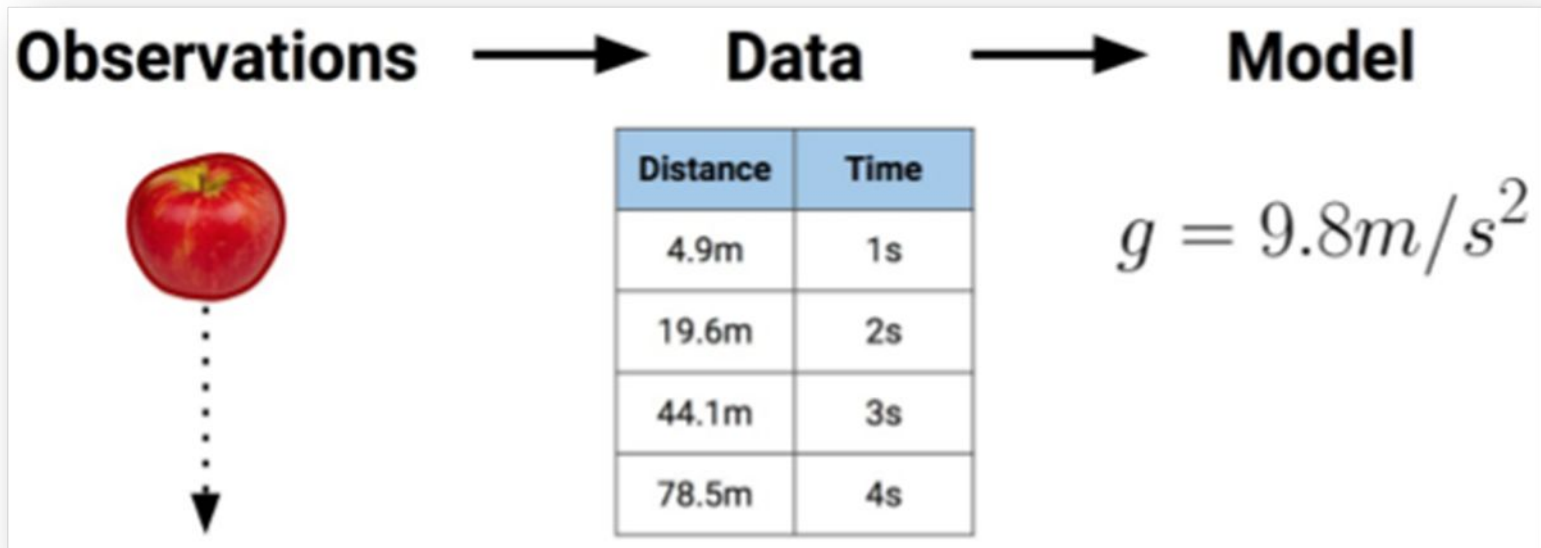 Observations Data Model
Distance Time
4.9m 1s
19.6m 2s
44.1m 3s
78.5m 4s
g = 9.8m/s²